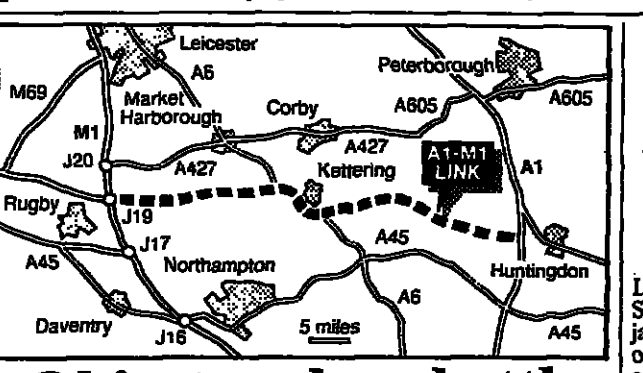 Leicester
A6
Peterborough
M69
Market
Harborough
Corby
A605
A605
M1
J20
A427
A427
Kettering
A1-M1
LINK
A1
Rugby
J19
J17
A45
A45
Northampton
Huntingdon
A6
Daventry
J16
5 miles
A45
L
S
ja
o